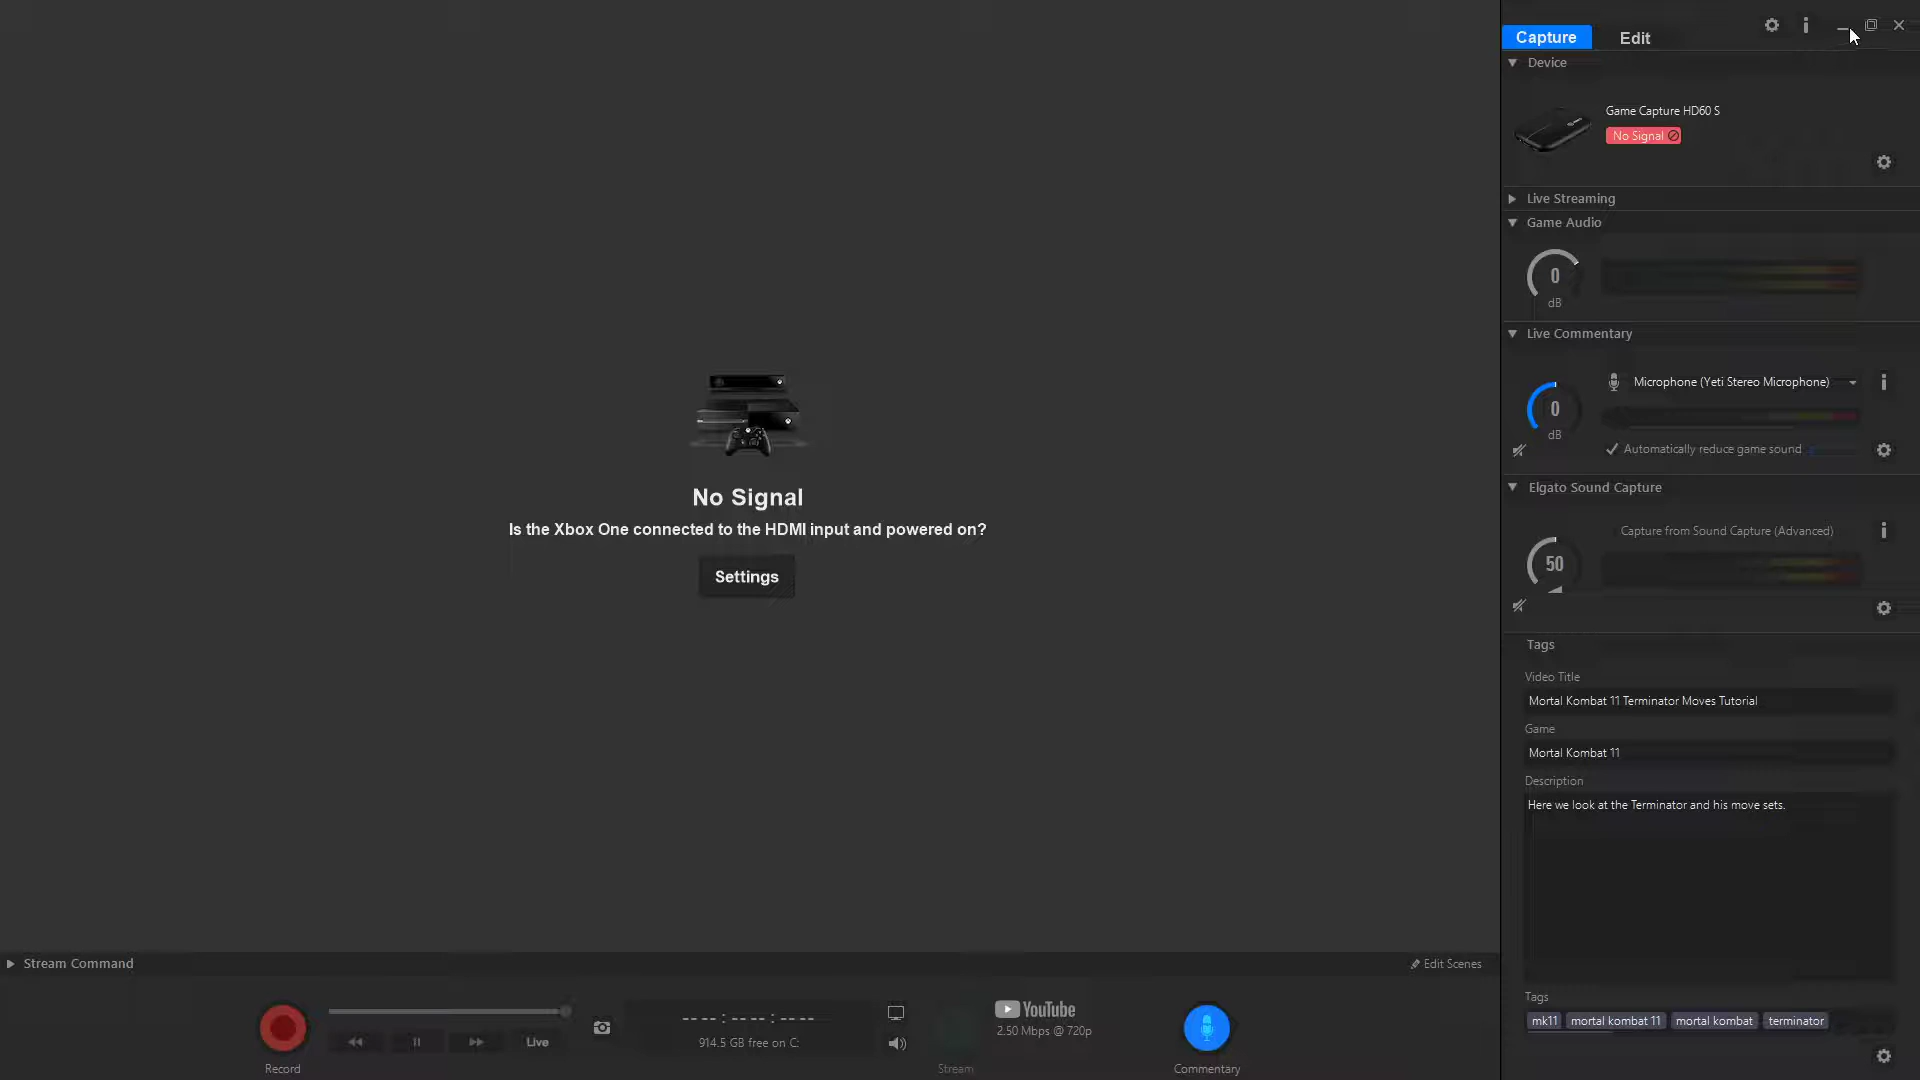 Capture
Edit
Device
Game Capture HD60 S
No Signal
Live Streaming
Game Audio
0
dB
Live Commentary
Microphone (Yeti Stereo Microphone)
0
dB
Automatically reduce game sound
Elgato Sound Capture
Capture from Sound Capture (Advanced)
50
No Signal
Is the Xbox One connected to the HDMI input and powered on?
Settings
Tags
Video Title
Mortal Kombat 11 Terminator Moves Tutorial
Game
Mortal Kombat 11
Description
Here we look at the Terminator and his move sets.
Tags
mk11 mortal kombat 11 mortal kombat terminator
Stream Command
Edit Scenes
Live
Record
-- -- : -- -- : -- --
914.5 GB free on C:
Stream
YouTube
2.50 Mbps @ 720p
Commentary